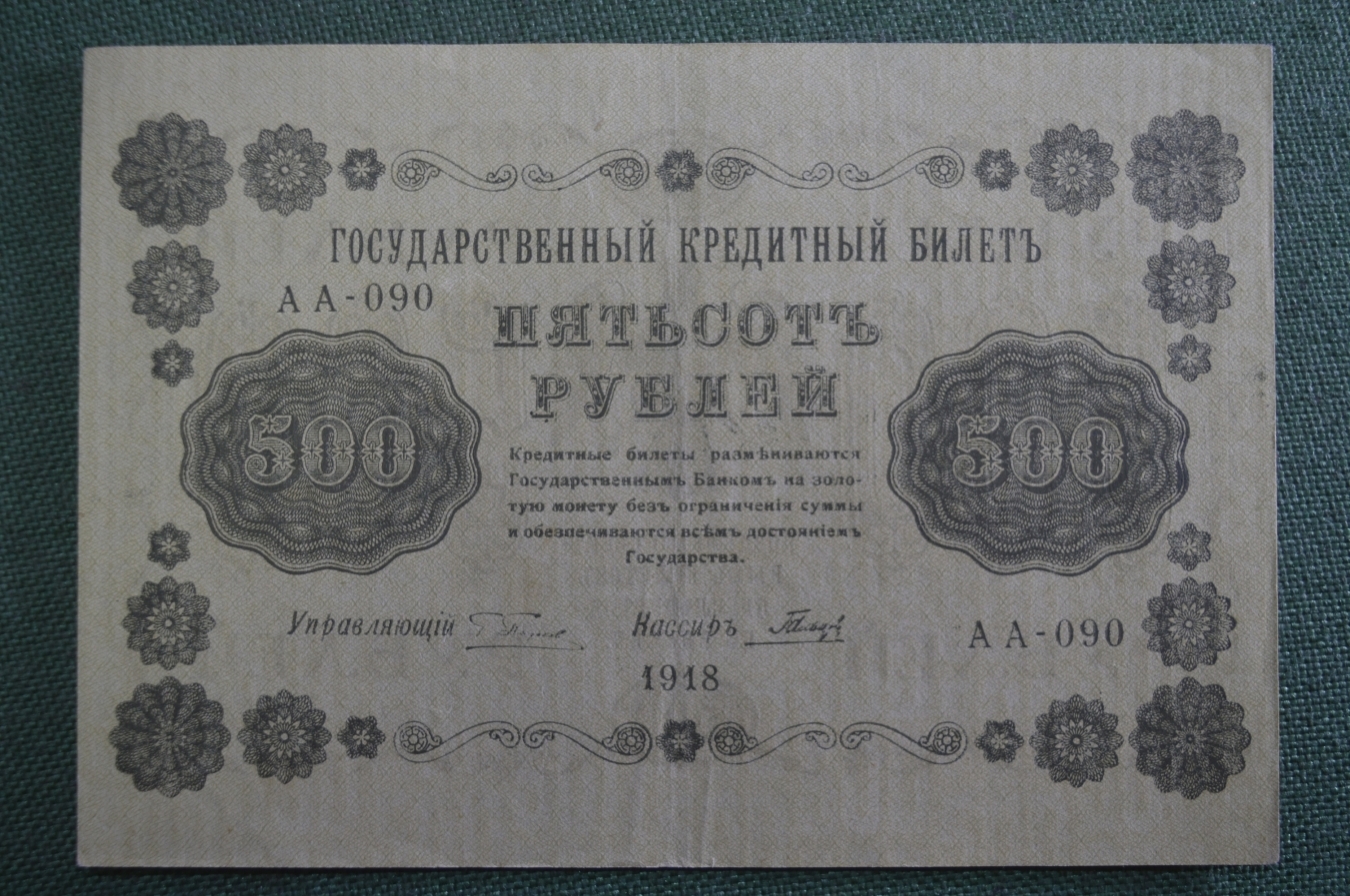 ГОСУДАРСТВЕННЫЙ КРЕДИТНЫЙ БИЛЕТЪ
АА-090
ПЯТЬСОТЪ
РУБЛЕЙ
500
500
Кредитные билеты размѣниваются
Государственнымъ Банкомъ на золо-
тую монету безъ ограниченія суммы
и обезпечиваются всѣмъ достояніемъ
Государства.
Управляющій
Кассиръ
АА-090
1918